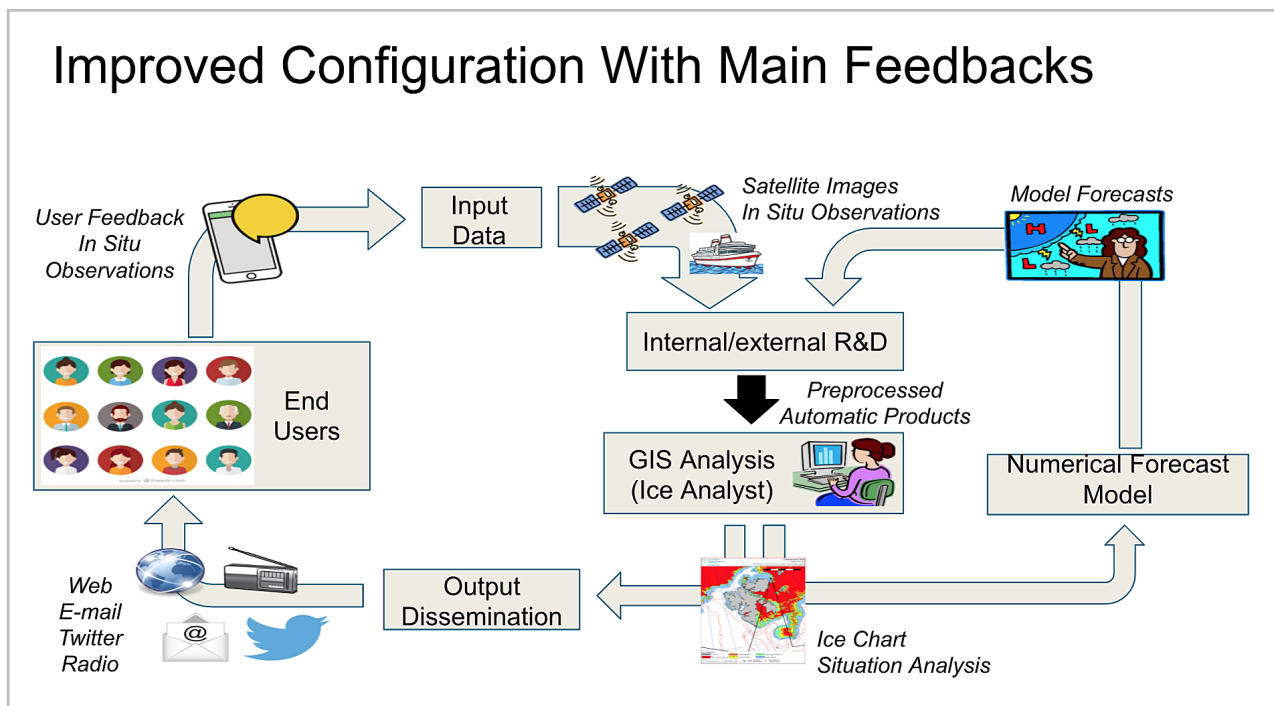 Improved Configuration With Main Feedbacks
User Feedback
In Situ
Observations
Input
Data
Satellite Images
In Situ Observations
Model Forecasts
H
L
L
Internal/external R&D
Preprocessed
Automatic Products
End
Users
GIS Analysis
(Ice Analyst)
Numerical Forecast
Model
Web
E-mail
Twitter
Radio
@
Output
Dissemination
Ice Chart
Situation Analysis